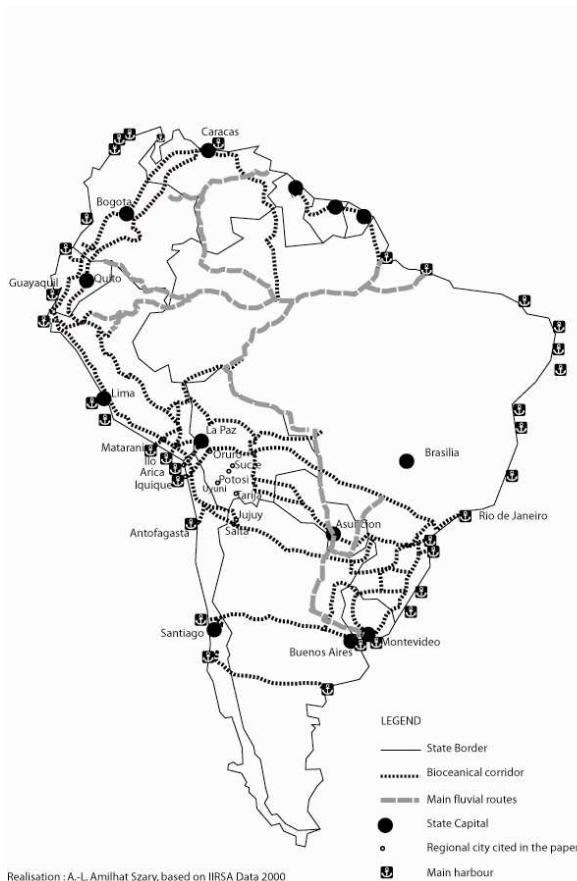 Caracas
Bogota
Guayaquil
Quito
Lima
La Paz
Matarani
Oruro
Ilo
Sucre
Arica
Potosi
Iquique
Uyuni
Tarija
Brasilia
Antofagasta
Jujuy
Salta
Asuncion
Rio de Janeiro
Santiago
Buenos Aires
Montevideo
LEGEND
State Border
Bioceanical corridor
Main fluvial routes
State Capital
Regional city cited in the paper
Main harbour
Realisation : A.-L. Amilhat Szary, based on IIRSA Data 2000